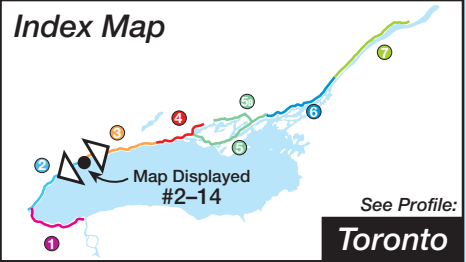 Index Map
7
5a
4
6
3
5
2
Map Displayed
#2–14
See Profile:
1
Toronto